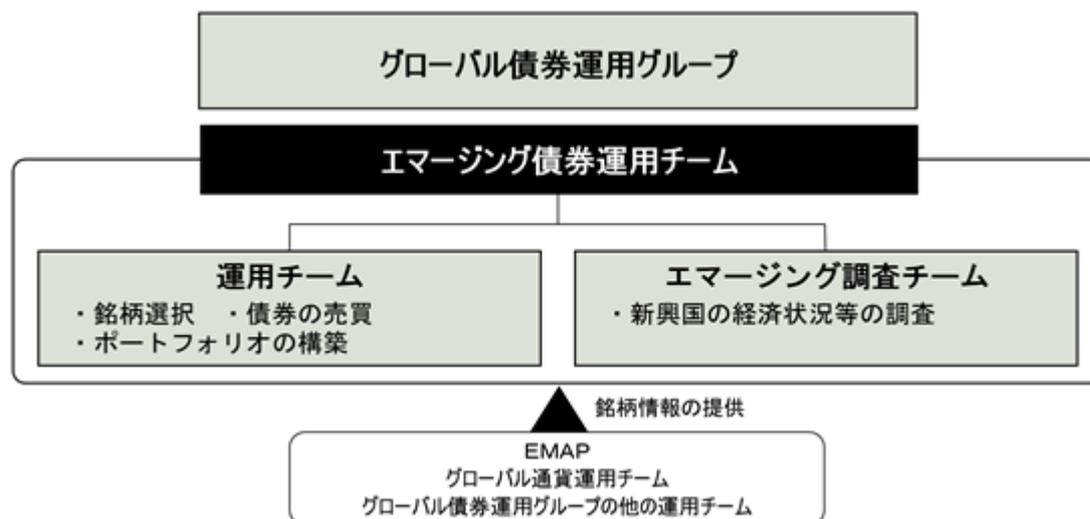 グローバル債券運用グループ
エマージング債券運用チーム
運用チーム
・銘柄選択　・債券の売買
・ポートフォリオの構築
エマージング調査チーム
・新興国の経済状況等の調査
銘柄情報の提供
EMAP
グローバル通貨運用チーム
グローバル債券運用グループの他の運用チーム